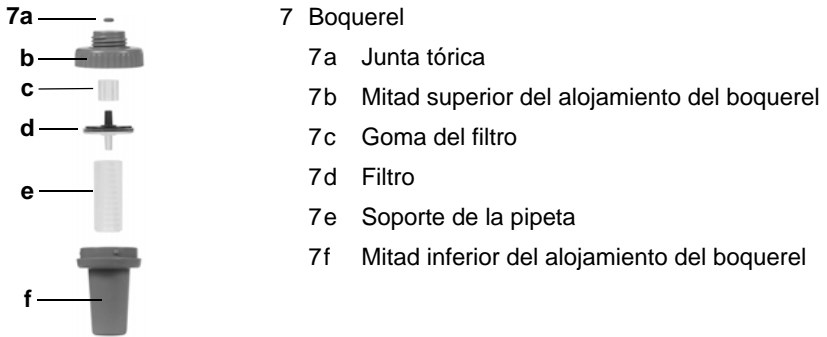 7a
b
c
d
e
f
7 Boquerel
7a Junta tórica
7b Mitad superior del alojamiento del boquerel
7c Goma del filtro
7d Filtro
7e Soporte de la pipeta
7f Mitad inferior del alojamiento del boquerel